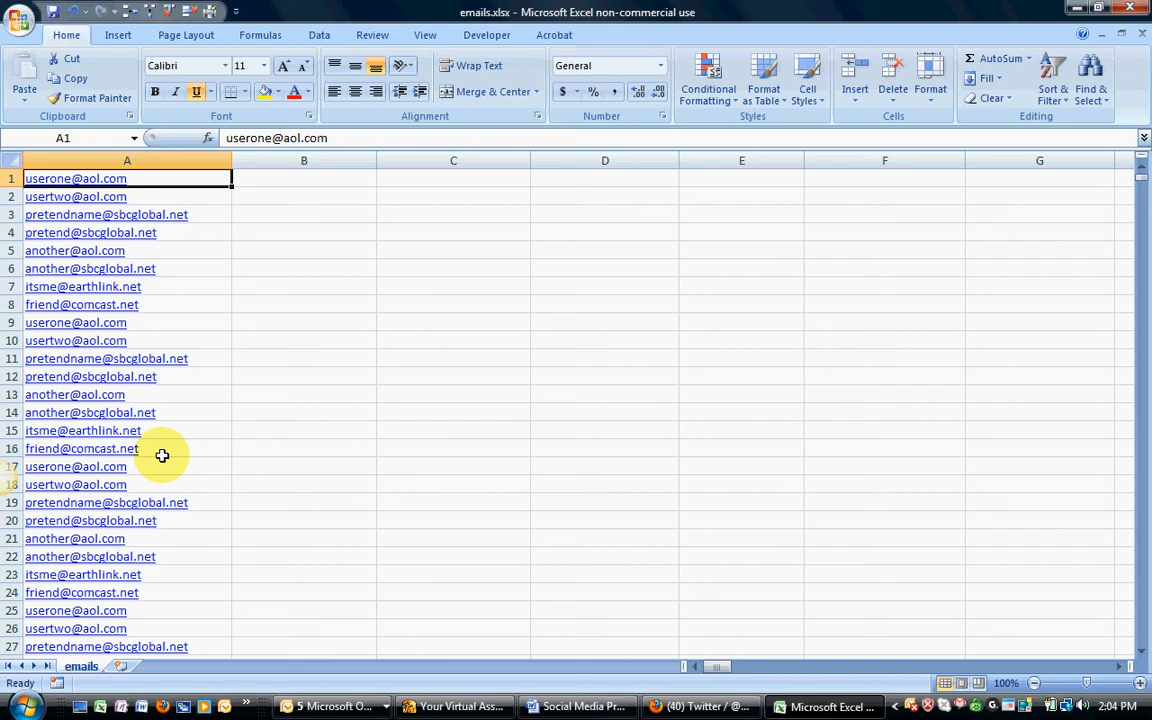 emails.xlsx - Microsoft Excel non-commercial use
Home Insert Page Layout Formulas Data Review View Developer Acrobat
Paste
Cut
Copy
Format Painter
Clipboard
Calibri 11
B I U A
Font
Wrap Text
Merge & Center
Alignment
General
$ % ,
Number
Conditional Formatting
Format as Table
Cell Styles
Styles
Insert Delete Format
Cells
AutoSum
Fill
Clear
Sort & Filter
Find & Select
Editing
A1 fx userone@aol.com
A B C D E F G
1 userone@aol.com
2 usertwo@aol.com
3 pretendname@sbcglobal.net
4 pretend@sbcglobal.net
5 another@aol.com
6 another@sbcglobal.net
7 itsme@earthlink.net
8 friend@comcast.net
9 userone@aol.com
10 usertwo@aol.com
11 pretendname@sbcglobal.net
12 pretend@sbcglobal.net
13 another@aol.com
14 another@sbcglobal.net
15 itsme@earthlink.net
16 friend@comcast.net
17 userone@aol.com
18 usertwo@aol.com
19 pretendname@sbcglobal.net
20 pretend@sbcglobal.net
21 another@aol.com
22 another@sbcglobal.net
23 itsme@earthlink.net
24 friend@comcast.net
25 userone@aol.com
26 usertwo@aol.com
27 pretendname@sbcglobal.net
emails
Ready 100%
5 Microsoft O... Your Virtual Ass... Social Media Pr... (40) Twitter / @... Microsoft Excel ... 2:04 PM